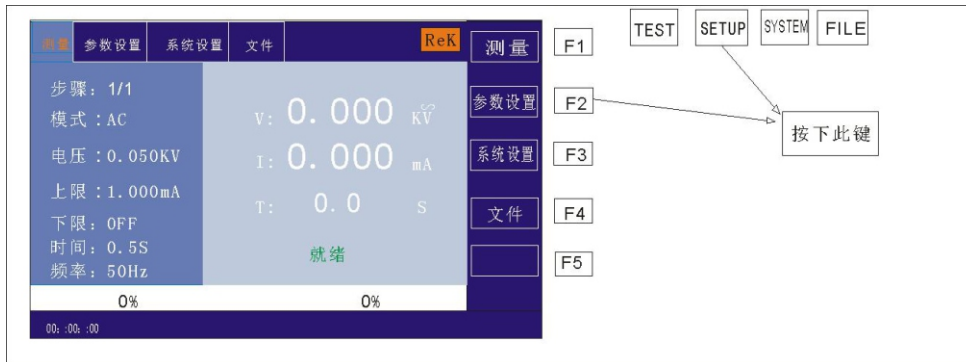 测量 参数设置 系统设置 文件 ReK
步骤：1/1
模式：AC
电压：0.050KV
上限：1.000mA
下限：OFF
时间：0.5S
频率：50Hz
V: 0.000 KV
I: 0.000 mA
T: 0.0 S
就绪
0% 0%
00: :00: :00
测量 F1
参数设置 F2
系统设置 F3
文件 F4
F5
TEST SETUP SYSTEM FILE
按下此键